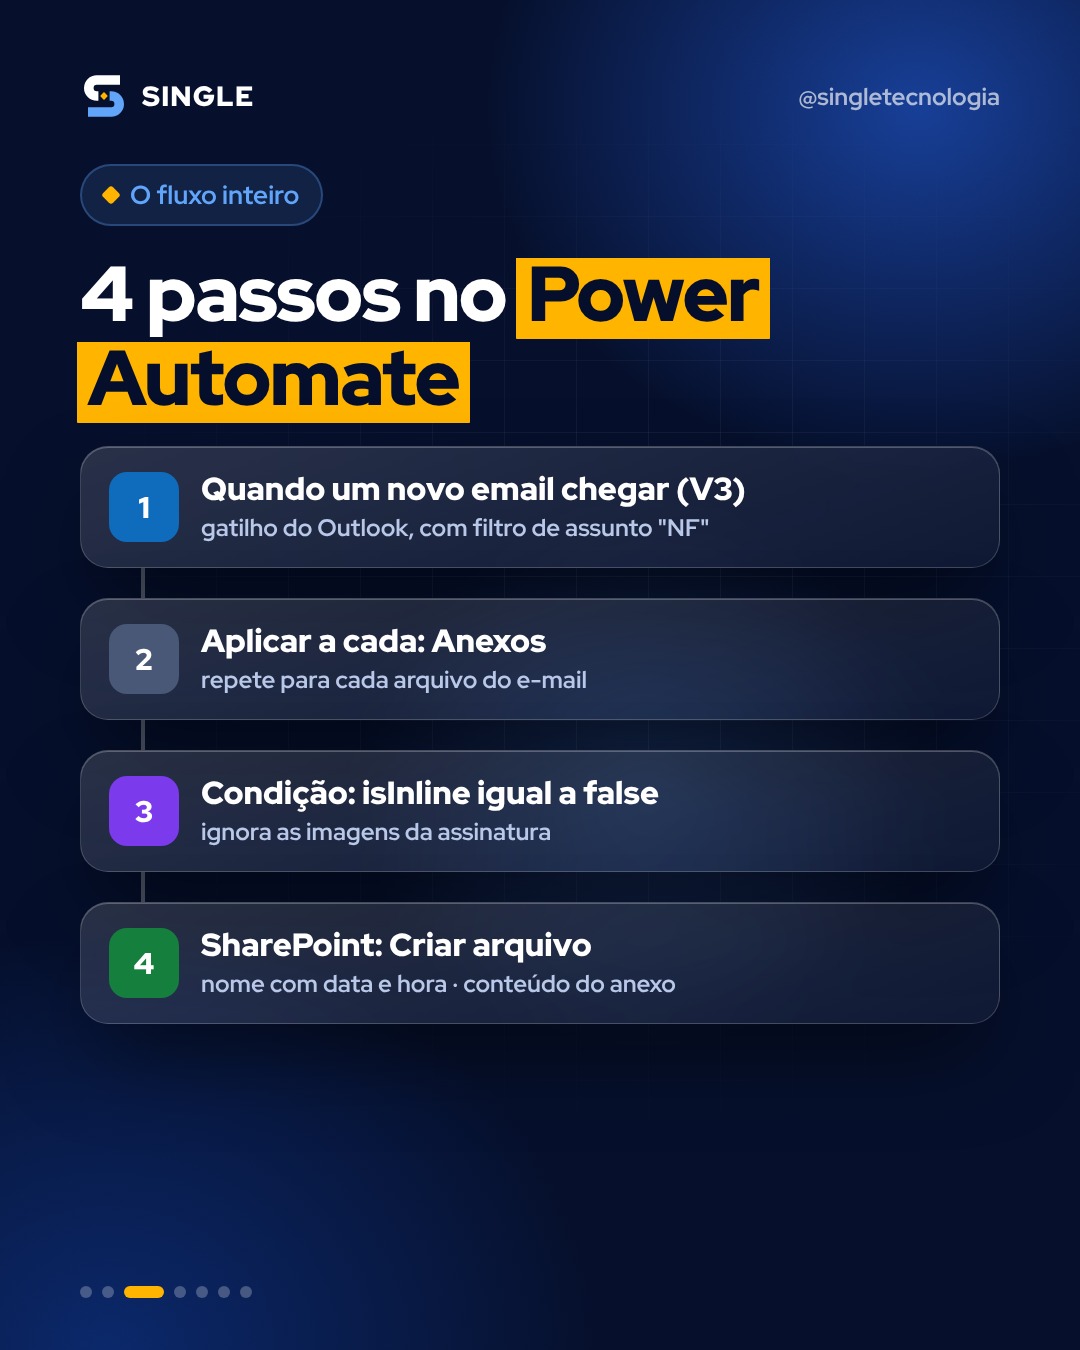 SINGLE
@singletecnologia
O fluxo inteiro
4 passos no Power
Automate
1
Quando um novo email chegar (V3)
gatilho do Outlook, com filtro de assunto "NF"
2
Aplicar a cada: Anexos
repete para cada arquivo do e-mail
3
Condição: isInline igual a false
ignora as imagens da assinatura
4
SharePoint: Criar arquivo
nome com data e hora · conteúdo do anexo